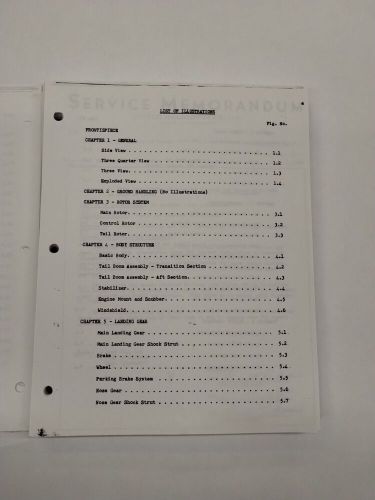 SERVICE MEMORANDUM
LIST OF ILLUSTRATIONS
Fig. No.
FRONTISPIECE
CHAPTER 1 - GENERAL
Side View . . . . . . . . . . 1.1
Three Quarter View . . . . . . . . . . 1.2
Three View. . . . . . . . . . . 1.3
Exploded View . . . . . . . . . . 1.4
CHAPTER 2 - GROUND HANDLING (No Illustrations)
CHAPTER 3 - ROTOR SYSTEM
Main Rotor. . . . . . . . . . . 3.1
Control Rotor . . . . . . . . . . 3.2
Tail Rotor. . . . . . . . . . . 3.3
CHAPTER 4 - BODY STRUCTURE
Basic Body. . . . . . . . . . . 4.1
Tail Boom Assembly - Transition Section . . . . . . . . . . 4.2
Tail Boom Assembly - Aft Section. . . . . . . . . . . 4.3
Stabilizer. . . . . . . . . . . 4.4
Engine Mount and Snubber. . . . . . . . . . . 4.5
Windshield. . . . . . . . . . . 4.6
CHAPTER 5 - LANDING GEAR
Main Landing Gear . . . . . . . . . . 5.1
Main Landing Gear Shock Strut . . . . . . . . . . 5.2
Brake . . . . . . . . . . 5.3
Wheel . . . . . . . . . . 5.4
Parking Brake System . . . . . . . . . . 5.5
Nose Gear . . . . . . . . . . 5.6
Nose Gear Shock Strut . . . . . . . . . . 5.7